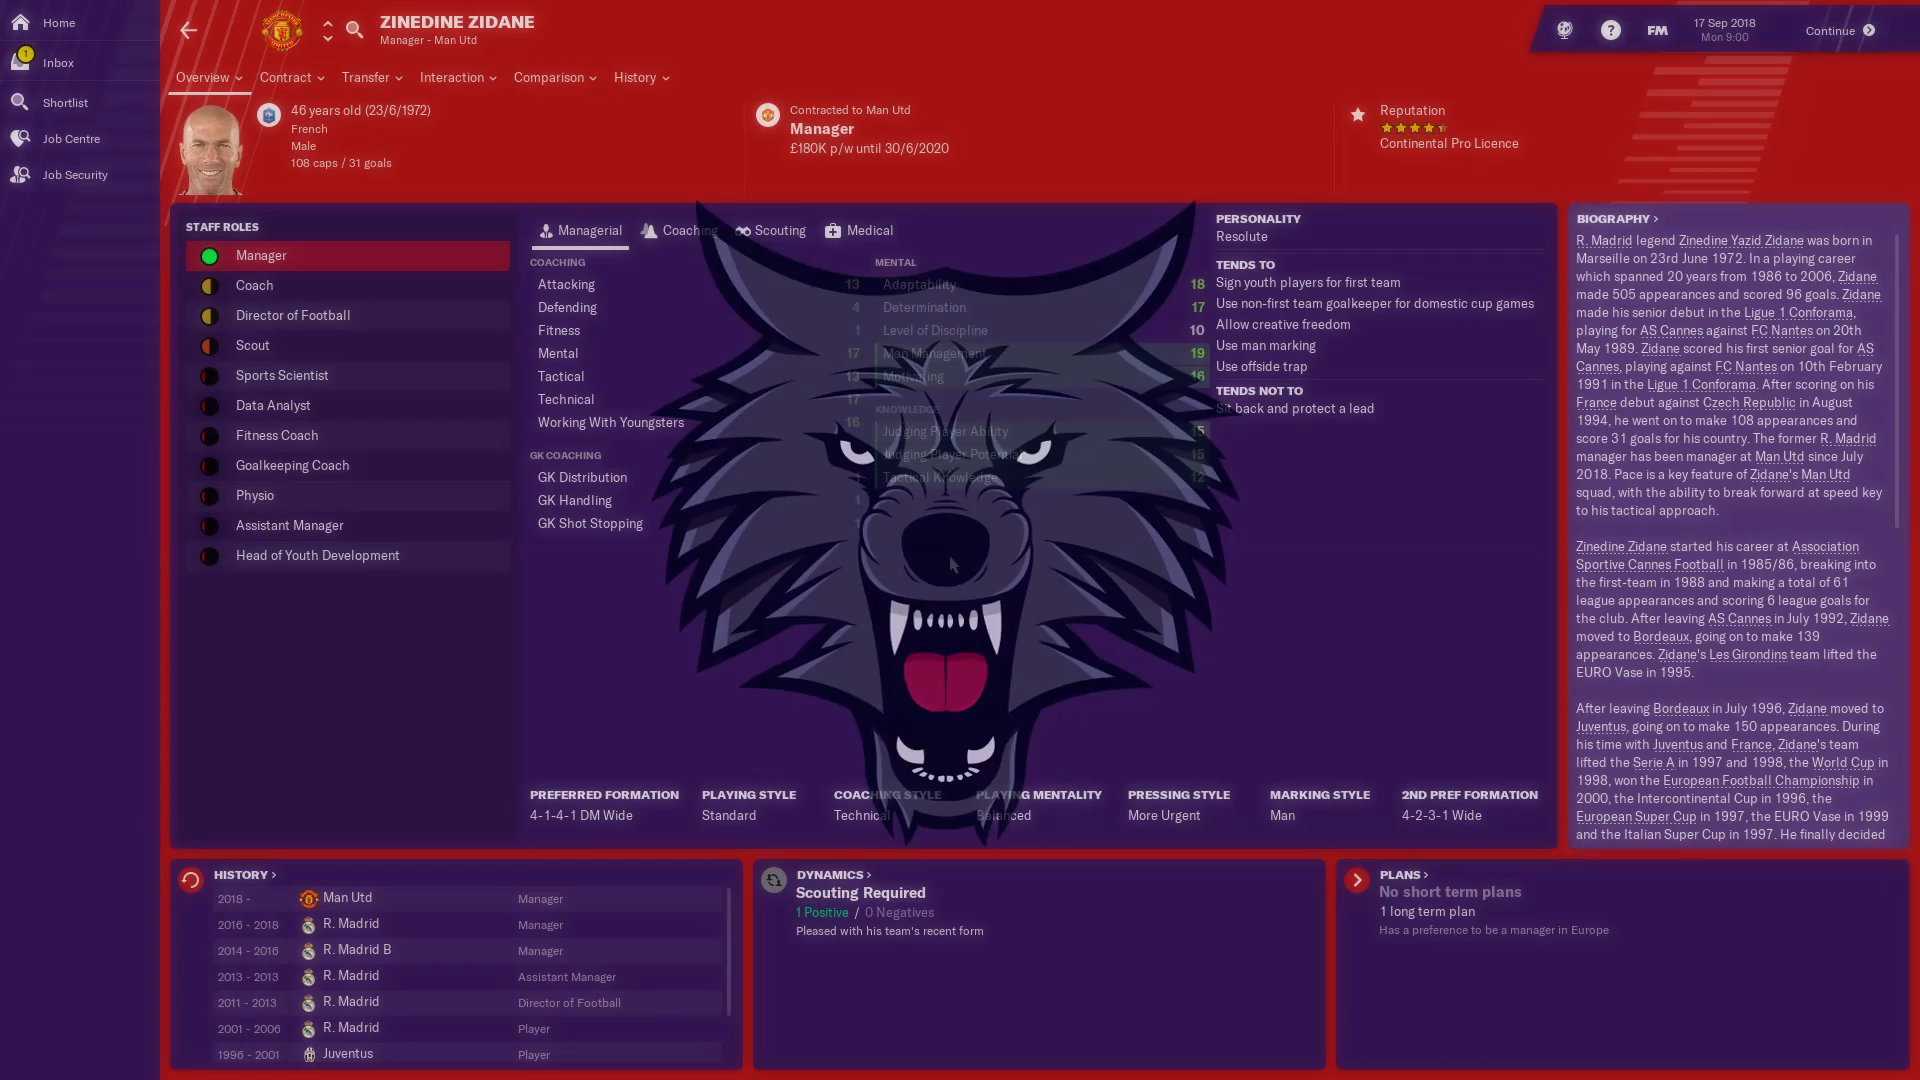 Home
1
Inbox
Shortlist
Job Centre
Job Security
ZINEDINE ZIDANE
Manager - Man Utd
?
FM
17 Sep 2018
Mon 9:00
Continue
Overview
Contract
Transfer
Interaction
Comparison
History
46 years old (23/6/1972)
French
Male
108 caps / 31 goals
Contracted to Man Utd
Manager
£180K p/w until 30/6/2020
Reputation
Continental Pro Licence
STAFF ROLES
Manager
Coach
Director of Football
Scout
Sports Scientist
Data Analyst
Fitness Coach
Goalkeeping Coach
Physio
Assistant Manager
Head of Youth Development
Managerial
Coaching
Scouting
Medical
COACHING
Attacking 13
Defending 4
Fitness 1
Mental 17
Tactical 13
Technical 17
Working With Youngsters 16
GK COACHING
GK Distribution 1
GK Handling 1
GK Shot Stopping 1
MENTAL
Adaptability 18
Determination 17
Level of Discipline 10
Man Management 19
Motivating 16
KNOWLEDGE
Judging Player Ability 15
Judging Player Potential 15
Tactical Knowledge 12
PERSONALITY
Resolute
TENDS TO
Sign youth players for first team
Use non-first team goalkeeper for domestic cup games
Allow creative freedom
Use man marking
Use offside trap
TENDS NOT TO
Sit back and protect a lead
PREFERRED FORMATION
4-1-4-1 DM Wide
PLAYING STYLE
Standard
COACHING STYLE
Technical
PLAYING MENTALITY
Balanced
PRESSING STYLE
More Urgent
MARKING STYLE
Man
2ND PREF FORMATION
4-2-3-1 Wide
BIOGRAPHY >
R. Madrid legend Zinedine Yazid Zidane was born in
Marseille on 23rd June 1972. In a playing career
which spanned 20 years from 1986 to 2006, Zidane
made 505 appearances and scored 96 goals. Zidane
made his senior debut in the Ligue 1 Conforama,
playing for AS Cannes against FC Nantes on 20th
May 1989. Zidane scored his first senior goal for AS
Cannes, playing against FC Nantes on 10th February
1991 in the Ligue 1 Conforama. After scoring on his
France debut against Czech Republic in August
1994, he went on to make 108 appearances and
score 31 goals for his country. The former R. Madrid
manager has been manager at Man Utd since July
2018. Pace is a key feature of Zidane's Man Utd
squad, with the ability to break forward at speed key
to his tactical approach.
Zinedine Zidane started his career at Association
Sportive Cannes Football in 1985/86, breaking into
the first-team in 1988 and making a total of 61
league appearances and scoring 6 league goals for
the club. After leaving AS Cannes in July 1992, Zidane
moved to Bordeaux, going on to make 139
appearances. Zidane's Les Girondins team lifted the
EURO Vase in 1995.
After leaving Bordeaux in July 1996, Zidane moved to
Juventus, going on to make 150 appearances. During
his time with Juventus and France, Zidane's team
lifted the Serie A in 1997 and 1998, the World Cup in
1998, won the European Football Championship in
2000, the Intercontinental Cup in 1996, the
European Super Cup in 1997, the EURO Vase in 1999
and the Italian Super Cup in 1997. He finally decided
HISTORY >
2018 - Man Utd Manager
2016 - 2018 R. Madrid Manager
2014 - 2016 R. Madrid B Manager
2013 - 2013 R. Madrid Assistant Manager
2011 - 2013 R. Madrid Director of Football
2001 - 2006 R. Madrid Player
1996 - 2001 Juventus Player
DYNAMICS >
Scouting Required
1 Positive / 0 Negatives
Pleased with his team's recent form
PLANS >
No short term plans
1 long term plan
Has a preference to be a manager in Europe